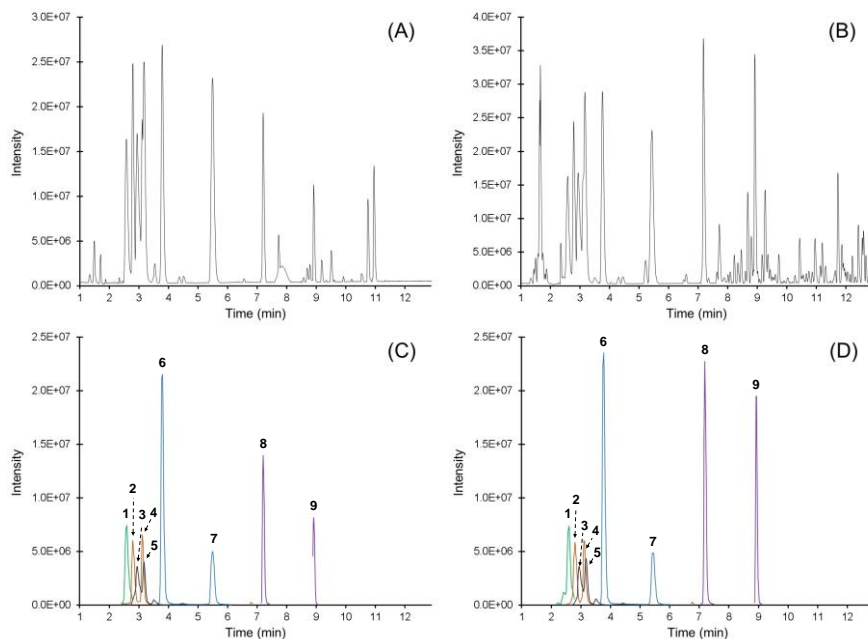 (A)
3.0E+07
2.5E+07
2.0E+07
1.5E+07
1.0E+07
5.0E+06
0.0E+00
Intensity
1 2 3 4 5 6 7 8 9 10 11 12
Time (min)
(B)
4.0E+07
3.5E+07
3.0E+07
2.5E+07
2.0E+07
1.5E+07
1.0E+07
5.0E+06
0.0E+00
Intensity
1 2 3 4 5 6 7 8 9 10 11 12
Time (min)
(C)
2.5E+07
2.0E+07
1.5E+07
1.0E+07
5.0E+06
0.0E+00
Intensity
1 2 3 4 5 6 7 8 9
1 2 3 4 5 6 7 8 9 10 11 12
Time (min)
(D)
2.5E+07
2.0E+07
1.5E+07
1.0E+07
5.0E+06
0.0E+00
Intensity
1 2 3 4 5 6 7 8 9
1 2 3 4 5 6 7 8 9 10 11 12
Time (min)